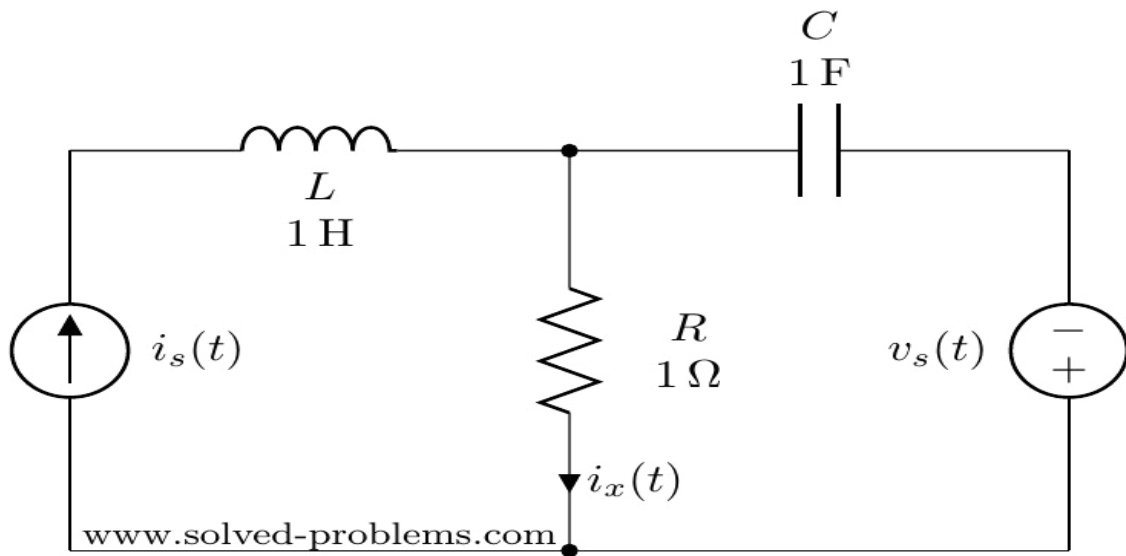 C
1 F
L
1 H
i_s(t)
R
1 Ω
v_s(t)
−
+
i_x(t)
www.solved-problems.com